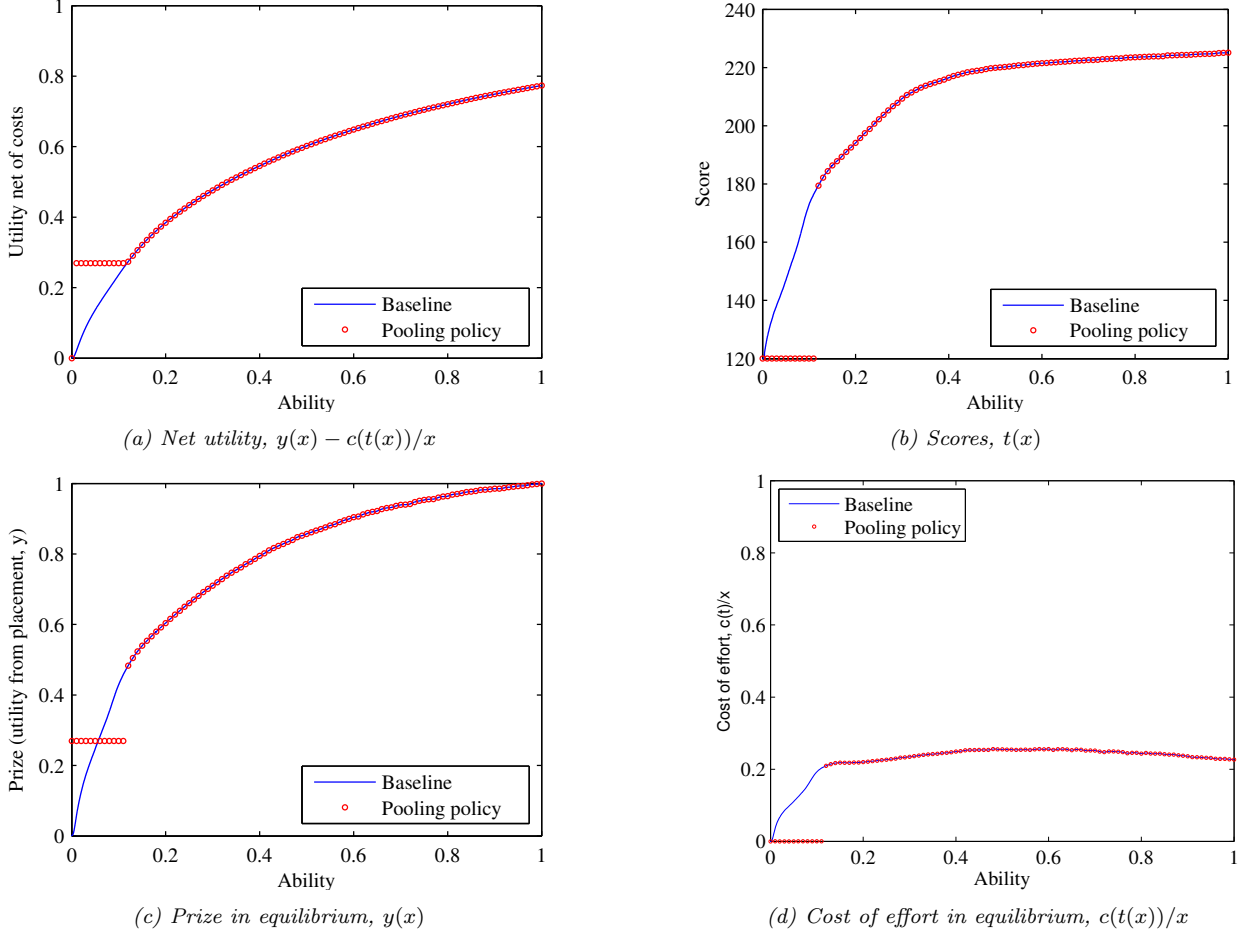 1
0.8
0.6
0.4
0.2
0
Utility net of costs
Baseline
Pooling policy
0 0.2 0.4 0.6 0.8 1
Ability
(a) Net utility, y(x) − c(t(x))/x
240
220
200
180
160
140
120
Score
Baseline
Pooling policy
0 0.2 0.4 0.6 0.8 1
Ability
(b) Scores, t(x)
1
0.8
0.6
0.4
0.2
0
Prize (utility from placement, y)
Baseline
Pooling policy
0 0.2 0.4 0.6 0.8 1
Ability
(c) Prize in equilibrium, y(x)
1
0.8
0.6
0.4
0.2
0
Cost of effort, c(t)/x
Baseline
Pooling policy
0 0.2 0.4 0.6 0.8 1
Ability
(d) Cost of effort in equilibrium, c(t(x))/x